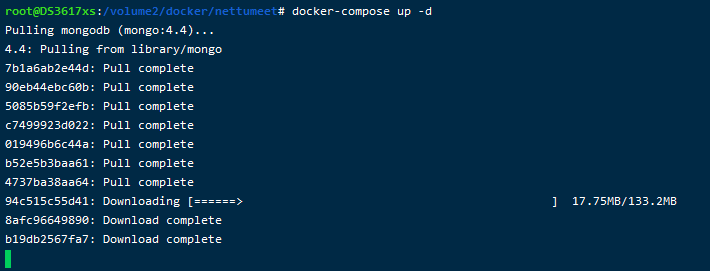 root@DS3617xs:/volume2/docker/nettumeet# docker-compose up -d
Pulling mongodb (mongo:4.4)...
4.4: Pulling from library/mongo
7b1a6ab2e44d: Pull complete
90eb44ebc60b: Pull complete
5085b59f2efb: Pull complete
c7499923d022: Pull complete
019496b6c44a: Pull complete
b52e5b3baa61: Pull complete
4737ba38aa64: Pull complete
94c515c55d41: Downloading [======>                                            ]  17.75MB/133.2MB
8afc96649890: Download complete
b19db2567fa7: Download complete